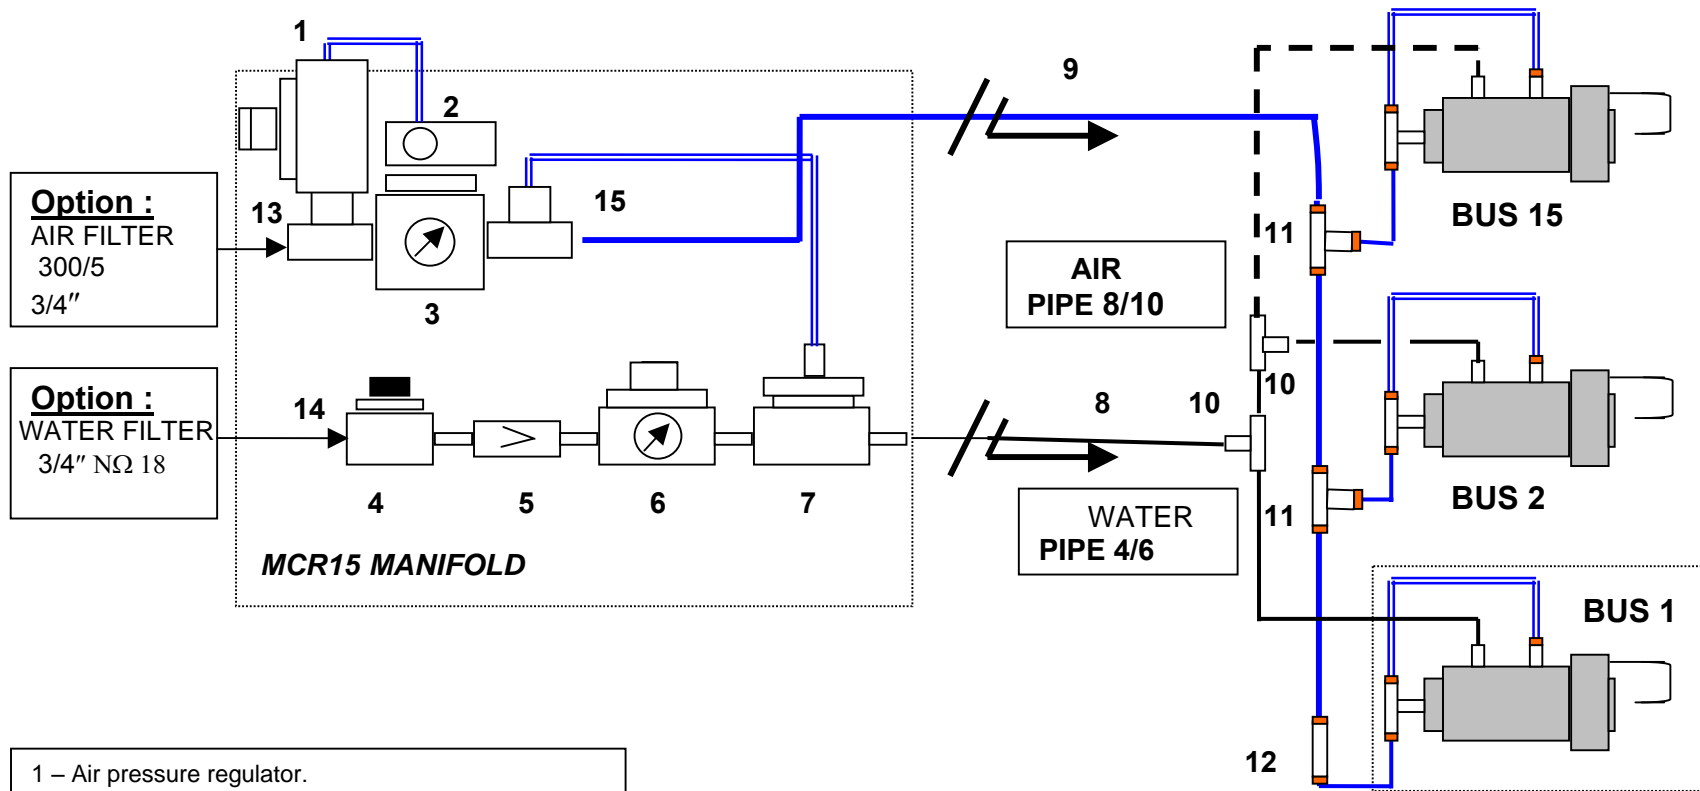 1
2
9
Option :
AIR FILTER
300/5
3/4″
13
15
3
11
BUS 15
AIR
PIPE 8/10
Option :
WATER FILTER
3/4″ NΩ 18
14
4
>
5
6
7
8
10
10
11
BUS 2
WATER
PIPE 4/6
MCR15 MANIFOLD
BUS 1
12
1 – Air pressure regulator.